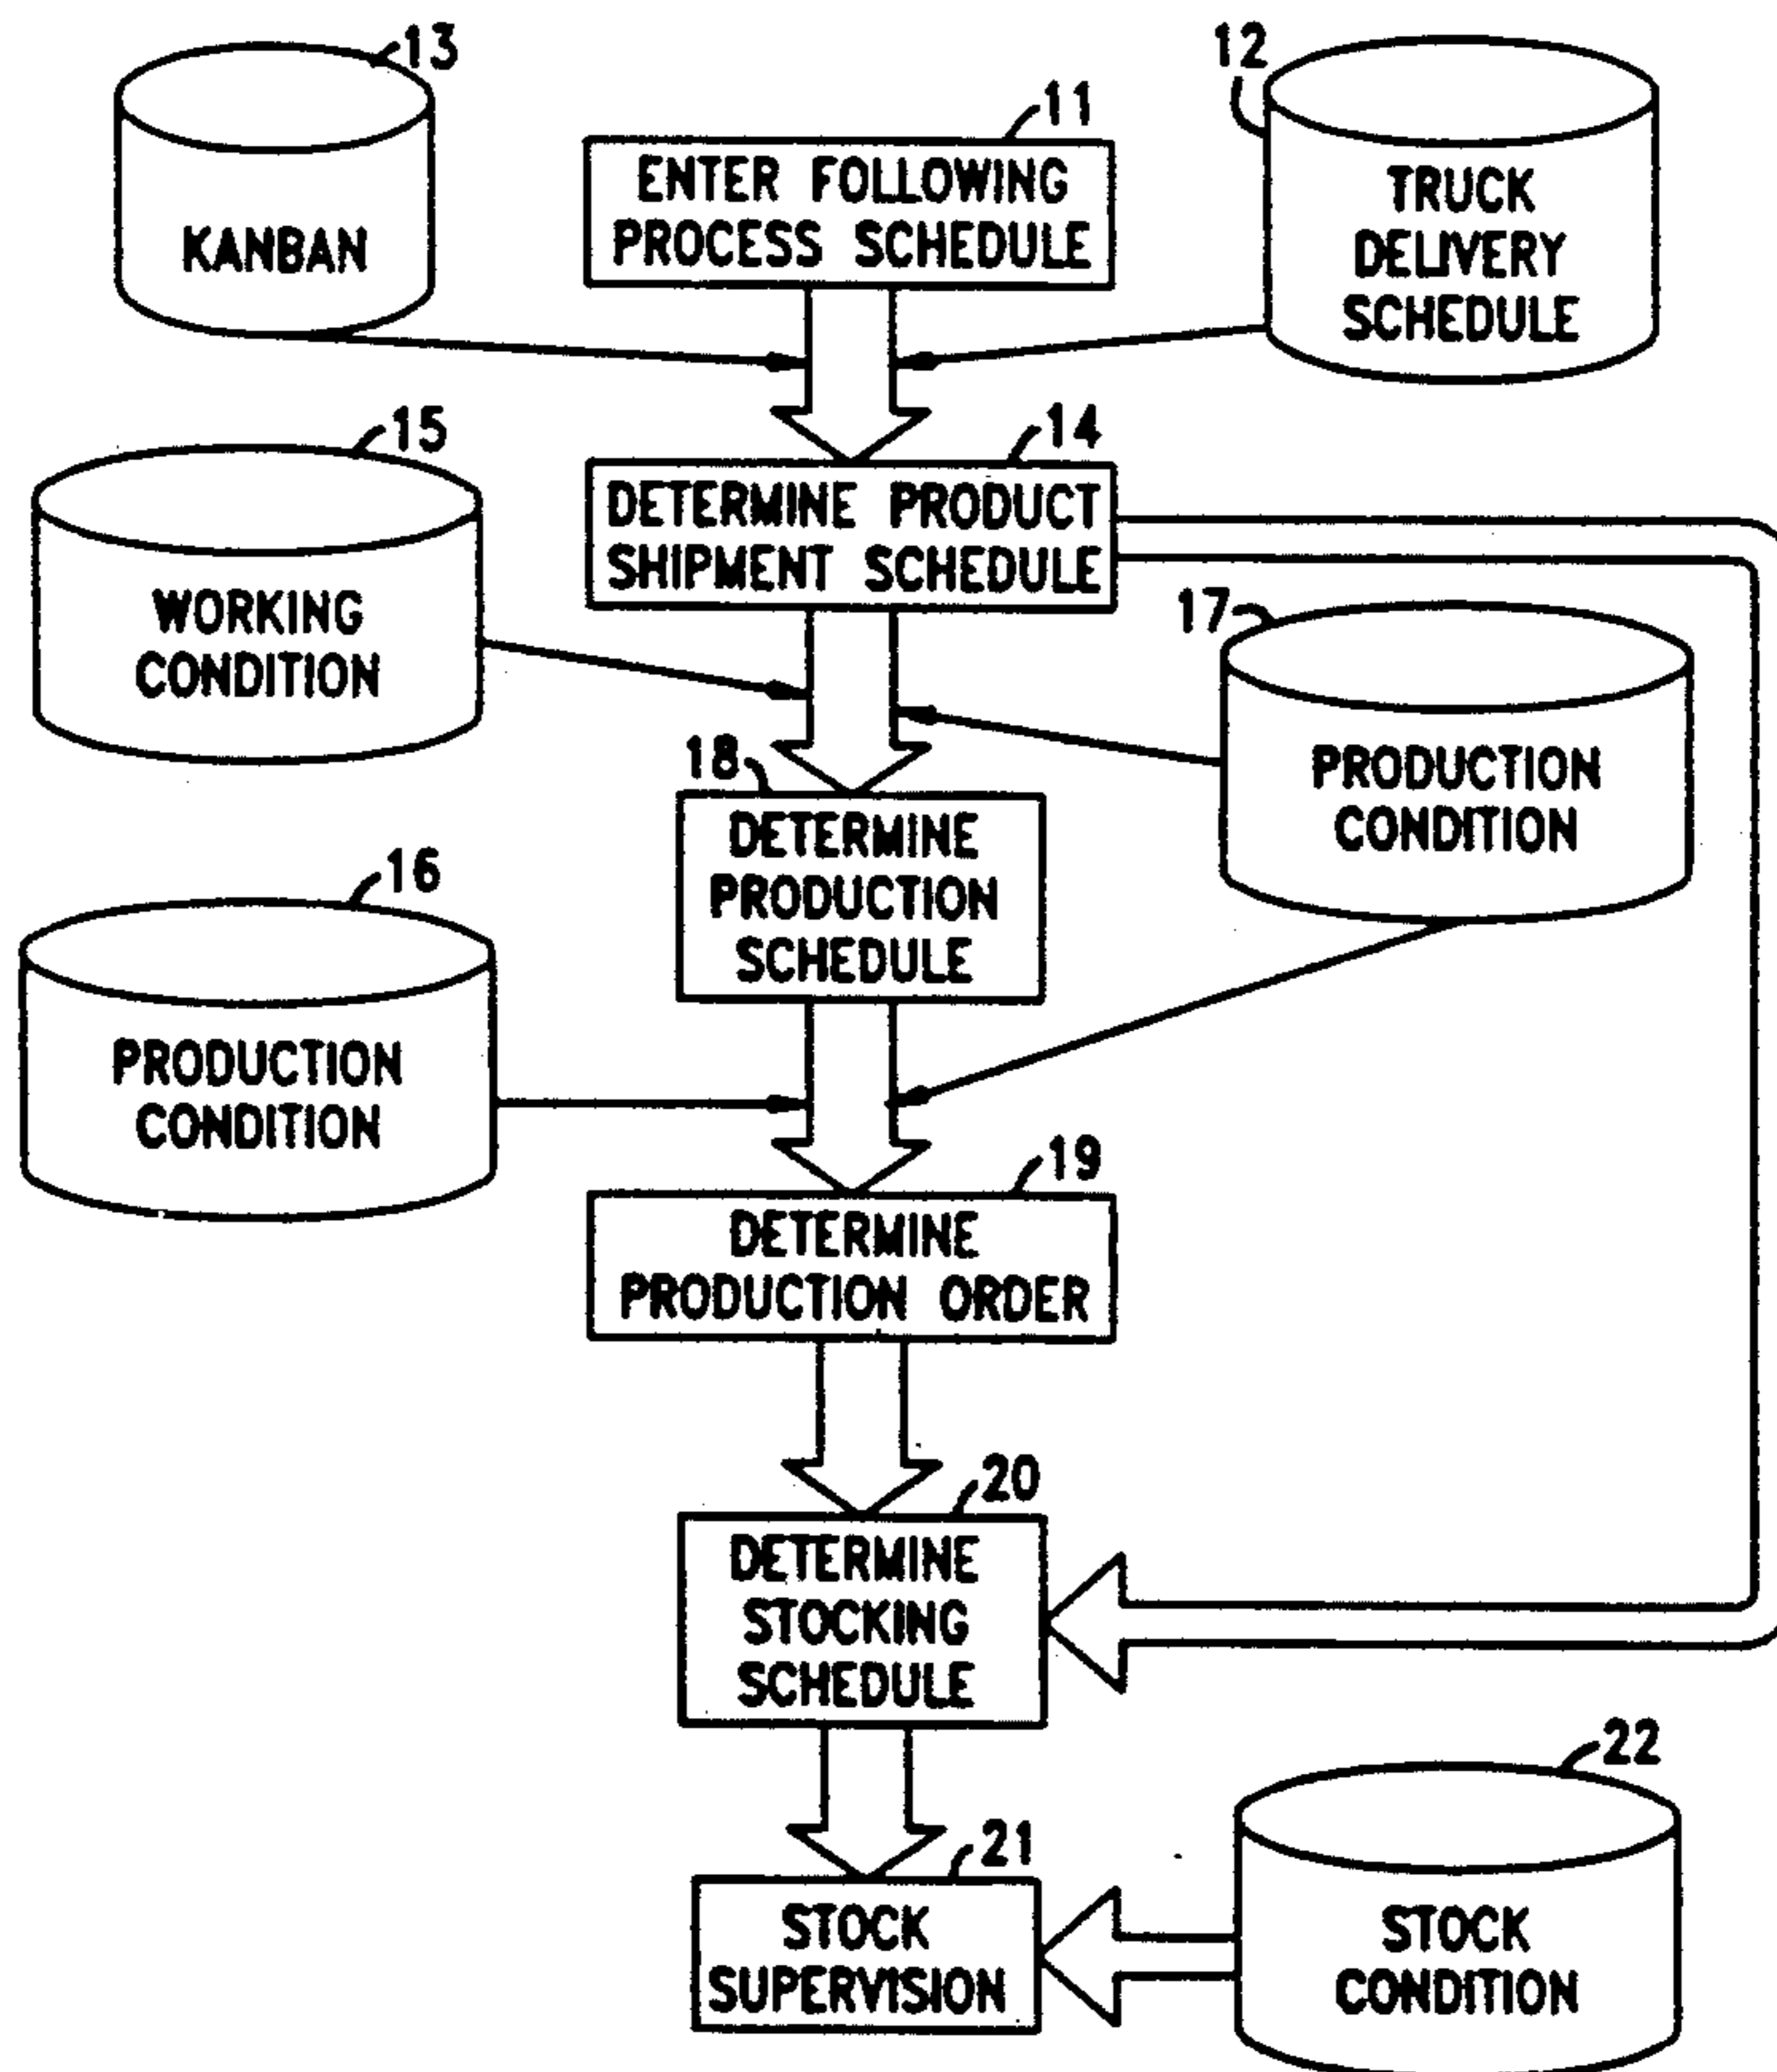 13
12
11
ENTER FOLLOWING
PROCESS SCHEDULE
KANBAN
TRUCK
DELIVERY
SCHEDULE
15
14
DETERMINE PRODUCT
SHIPMENT SCHEDULE
WORKING
CONDITION
17
PRODUCTION
CONDITION
18
DETERMINE
PRODUCTION
SCHEDULE
16
PRODUCTION
CONDITION
19
DETERMINE
PRODUCTION ORDER
20
DETERMINE
STOCKING
SCHEDULE
22
21
STOCK
SUPERVISION
STOCK
CONDITION